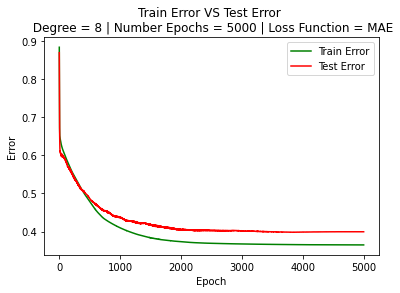 Train Error VS Test Error
Degree = 8 | Number Epochs = 5000 | Loss Function = MAE
0.9
0.8
0.7
0.6
0.5
0.4
Error
Train Error
Test Error
0
1000
2000
3000
4000
5000
Epoch